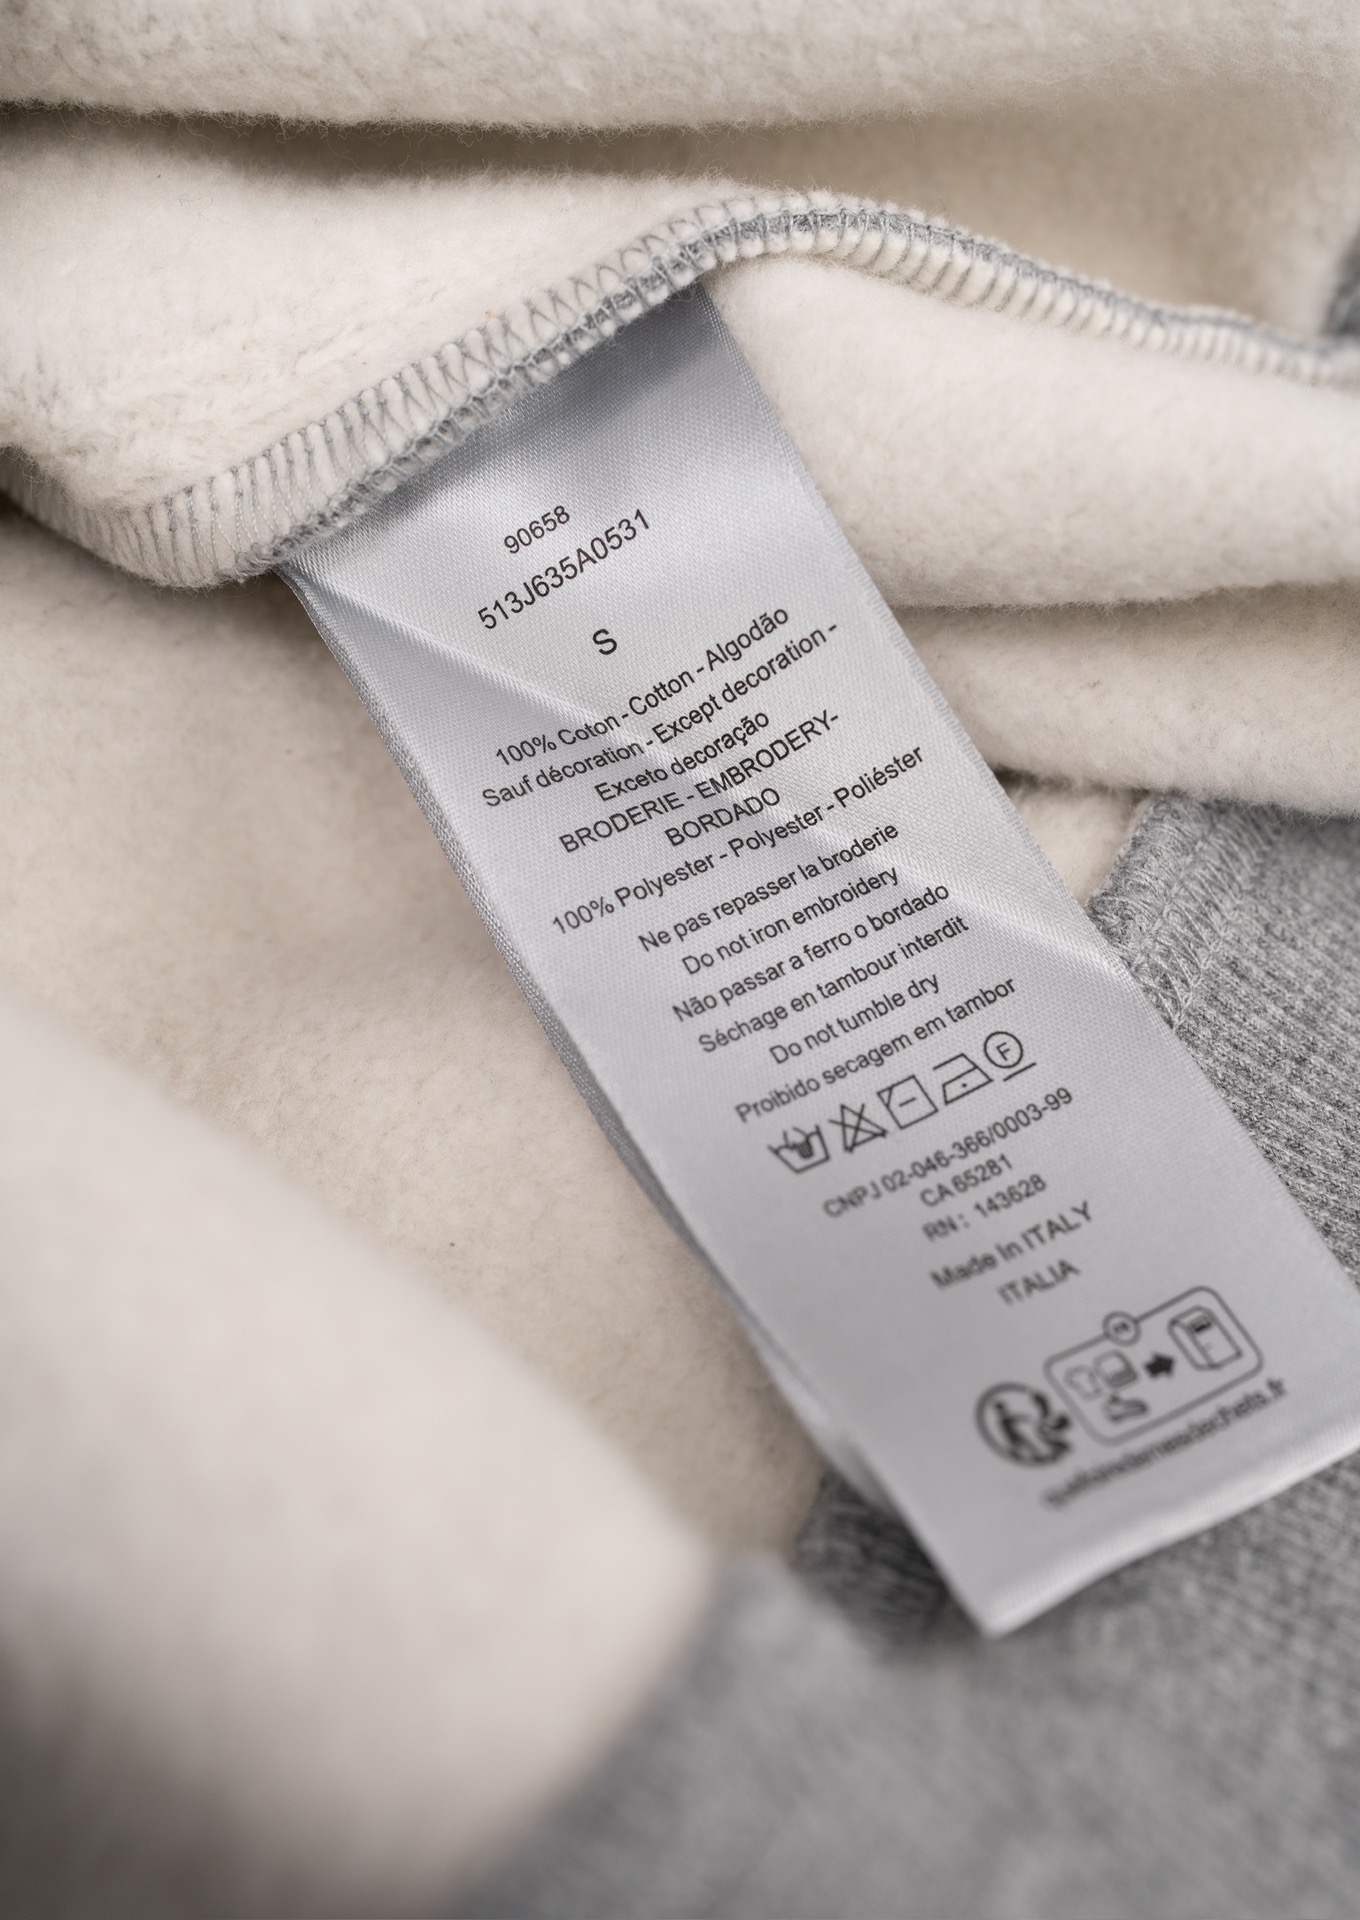 90658
513J635A0531
S
100% Coton - Cotton - Algodão
Sauf décoration - Except decoration -
Exceto decoração
BRODERIE - EMBRODERY-
BORDADO
100% Polyester - Polyester - Poliéster
Ne pas repasser la broderie
Do not iron embroidery
Não passar a ferro o bordado
Séchage en tambour interdit
Do not tumble dry
Proibido secagem em tambor
F
CNPJ 02-046-366/0003-99
CA 65281
RN : 143628
Made In ITALY
ITALIA
FR
quefairedemesdechets.fr